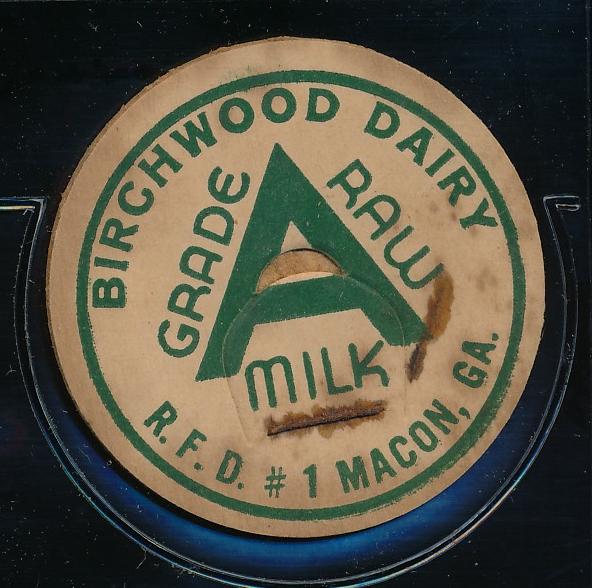 BIRCHWOOD DAIRY
GRADE A RAW
MILK
R.F.D. # 1 MACON, GA.